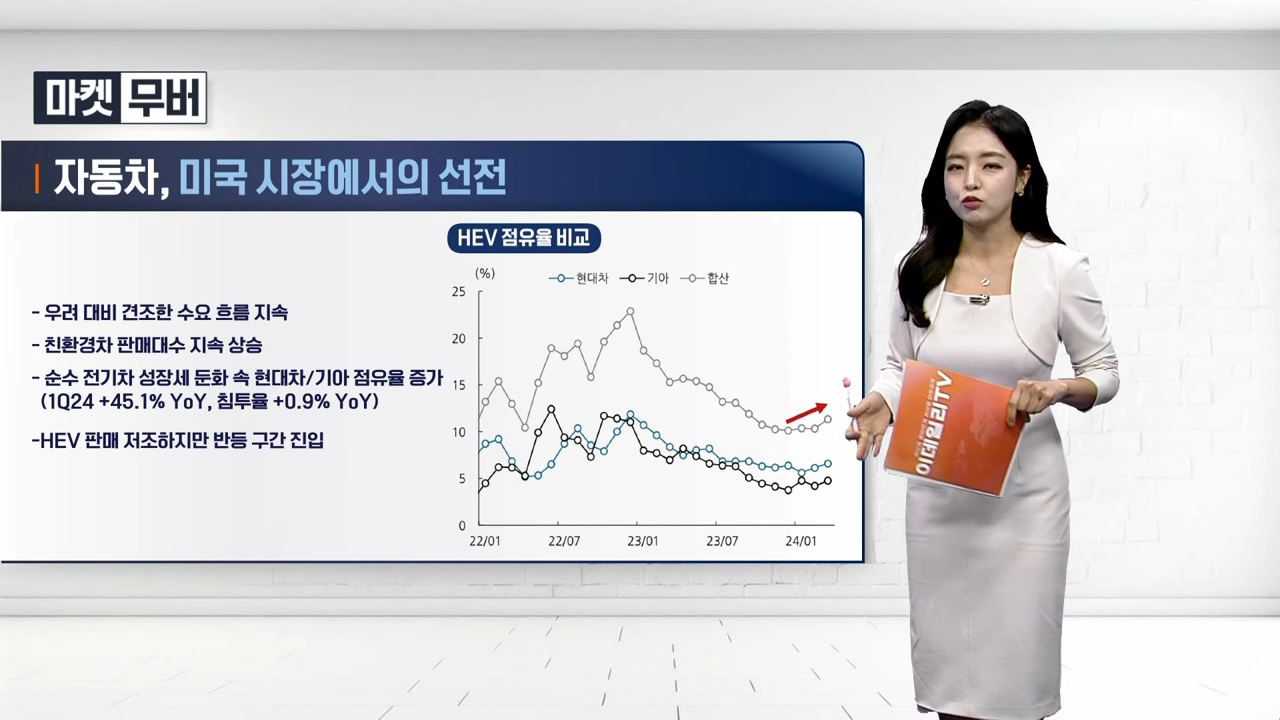 마켓무버
자동차, 미국 시장에서의 선전
HEV 점유율 비교
- 우려 대비 견조한 수요 흐름 지속
- 친환경차 판매대수 지속 상승
- 순수 전기차 성장세 둔화 속 현대차/기아 점유율 증가
(1Q24 +45.1% YoY, 침투율 +0.9% YoY)
-HEV 판매 저조하지만 반등 구간 진입
(%)
현대차 기아 합산
25
20
15
10
5
0
22/01 22/07 23/01 23/07 24/01
이데일리TV